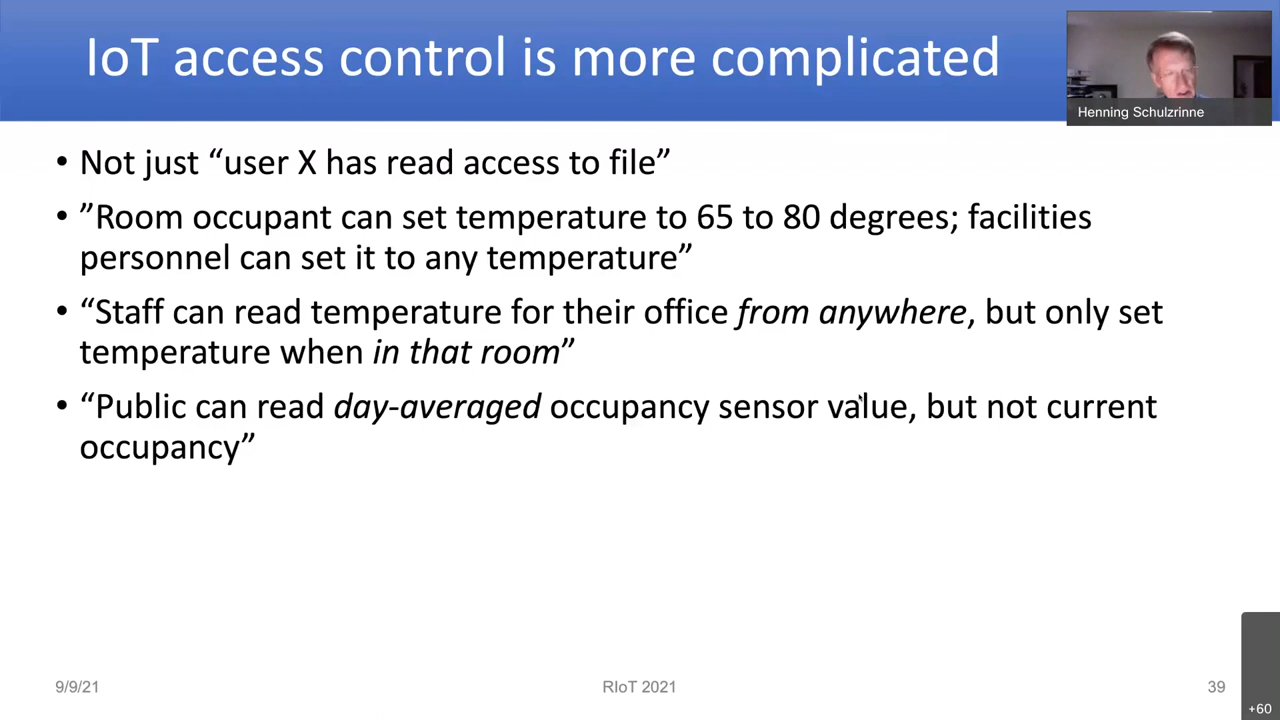 IoT access control is more complicated
Henning Schulzrinne
• Not just “user X has read access to file”
• ”Room occupant can set temperature to 65 to 80 degrees; facilities
personnel can set it to any temperature”
• “Staff can read temperature for their office from anywhere, but only set
temperature when in that room”
• “Public can read day-averaged occupancy sensor value, but not current
occupancy”
9/9/21
RIoT 2021
39
+60